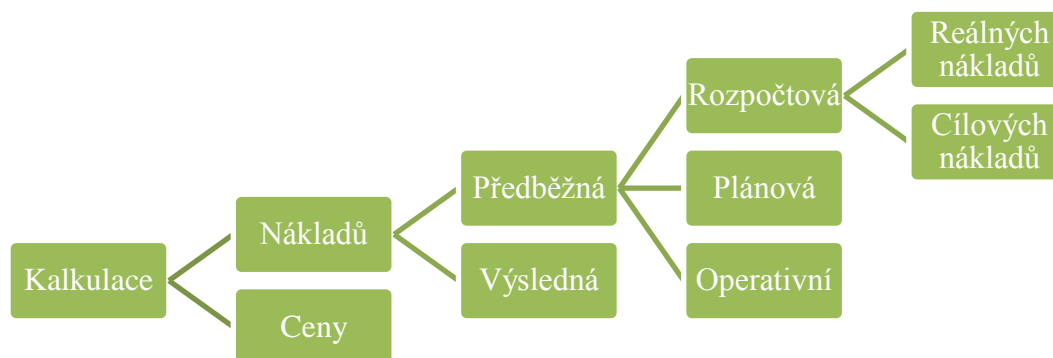 Reálných
nákladů
Rozpočtová
Cílových
nákladů
Předběžná
Plánová
Nákladů
Kalkulace
Výsledná
Operativní
Ceny